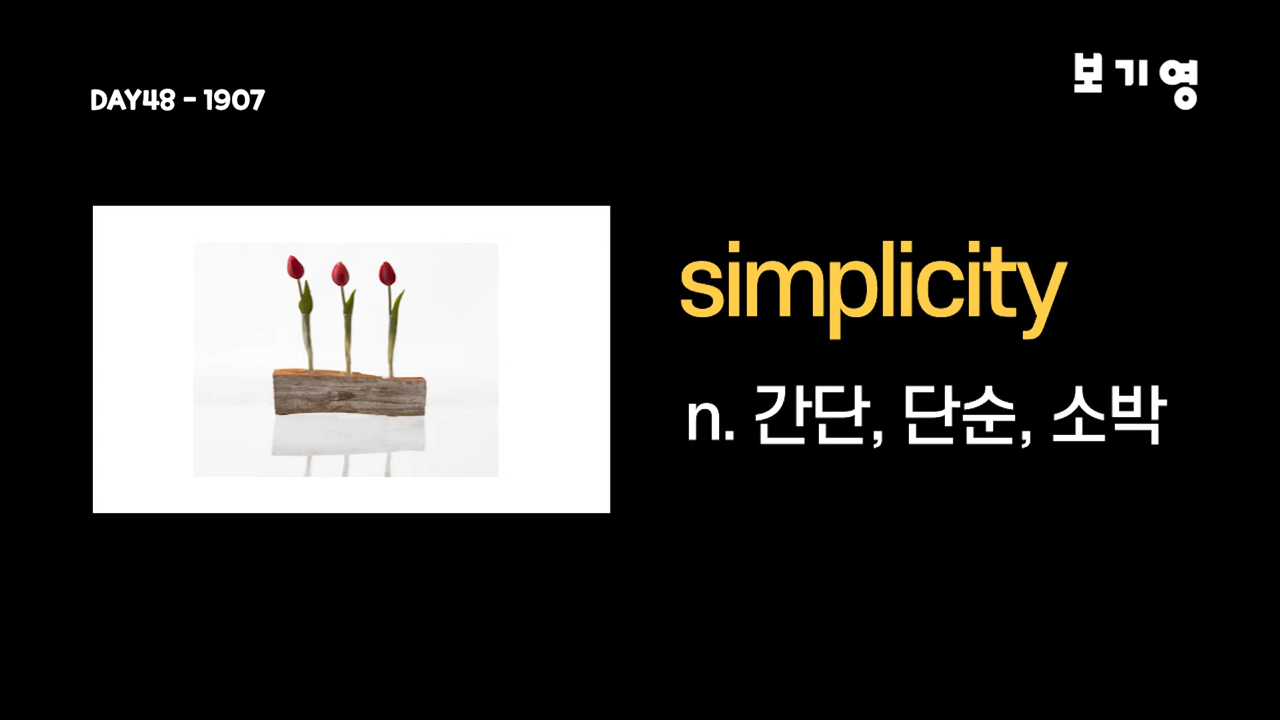 DAY48 - 1907
보기영
simplicity
n. 간단, 단순, 소박